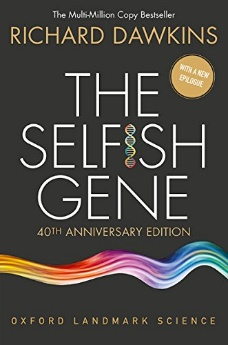 The Multi-Million Copy Bestseller
RICHARD DAWKINS
WITH A NEW
EPILOGUE
THE
SELFISH
GENE
40TH ANNIVERSARY EDITION
OXFORD LANDMARK SCIENCE